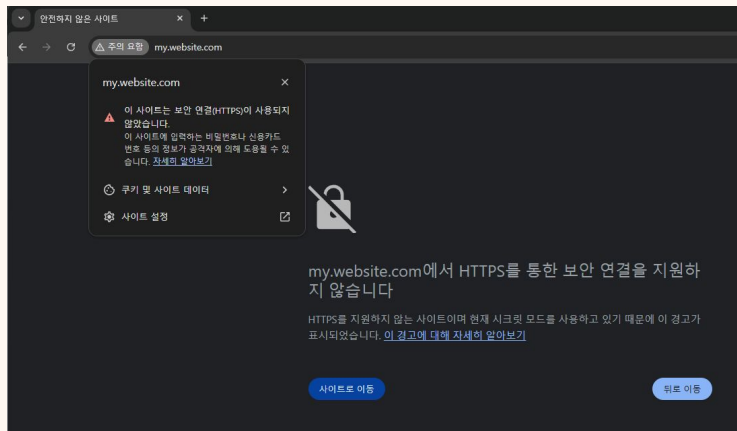 안전하지 않은 사이트
주의 요함 my.website.com
my.website.com
이 사이트는 보안 연결(HTTPS)이 사용되지
않았습니다.
이 사이트에 입력하는 비밀번호나 신용카드
번호 등의 정보가 공격자에 의해 도용될 수 있
습니다. 자세히 알아보기
쿠키 및 사이트 데이터
사이트 설정
my.website.com에서 HTTPS를 통한 보안 연결을 지원하
지 않습니다
HTTPS를 지원하지 않는 사이트이며 현재 시크릿 모드를 사용하고 있기 때문에 이 경고가
표시되었습니다. 이 경고에 대해 자세히 알아보기
사이트로 이동
뒤로 이동